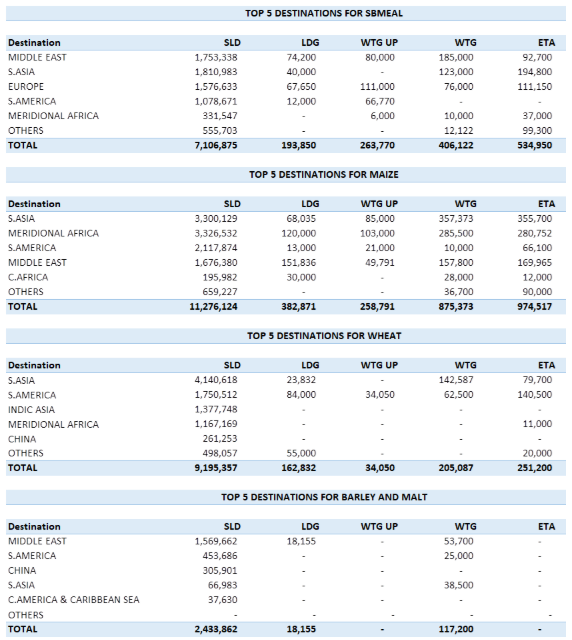 TOP 5 DESTINATIONS FOR SBMEAL
Destination SLD LDG WTG UP WTG ETA
MIDDLE EAST 1,753,338 74,200 80,000 185,000 92,700
S.ASIA 1,810,983 40,000 - 123,000 194,800
EUROPE 1,576,633 67,650 111,000 76,000 111,150
S.AMERICA 1,078,671 12,000 66,770 - -
MERIDIONAL AFRICA 331,547 - 6,000 10,000 37,000
OTHERS 555,703 - - 12,122 99,300
TOTAL 7,106,875 193,850 263,770 406,122 534,950
TOP 5 DESTINATIONS FOR MAIZE
Destination SLD LDG WTG UP WTG ETA
S.ASIA 3,300,129 68,035 85,000 357,373 355,700
MERIDIONAL AFRICA 3,326,532 120,000 103,000 285,500 280,752
S.AMERICA 2,117,874 13,000 21,000 10,000 66,100
MIDDLE EAST 1,676,380 151,836 49,791 157,800 169,965
C.AFRICA 195,982 30,000 - 28,000 12,000
OTHERS 659,227 - - 36,700 90,000
TOTAL 11,276,124 382,871 258,791 875,373 974,517
TOP 5 DESTINATIONS FOR WHEAT
Destination SLD LDG WTG UP WTG ETA
S.ASIA 4,140,618 23,832 - 142,587 79,700
S.AMERICA 1,750,512 84,000 34,050 62,500 140,500
INDIC ASIA 1,377,748 - - - -
MERIDIONAL AFRICA 1,167,169 - - - 11,000
CHINA 261,253 - - - -
OTHERS 498,057 55,000 - - 20,000
TOTAL 9,195,357 162,832 34,050 205,087 251,200
TOP 5 DESTINATIONS FOR BARLEY AND MALT
Destination SLD LDG WTG UP WTG ETA
MIDDLE EAST 1,569,662 18,155 - 53,700 -
S.AMERICA 453,686 - - 25,000 -
CHINA 305,901 - - - -
S.ASIA 66,983 - - 38,500 -
C.AMERICA & CARIBBEAN SEA 37,630 - - - -
OTHERS - - - - -
TOTAL 2,433,862 18,155 - 117,200 -